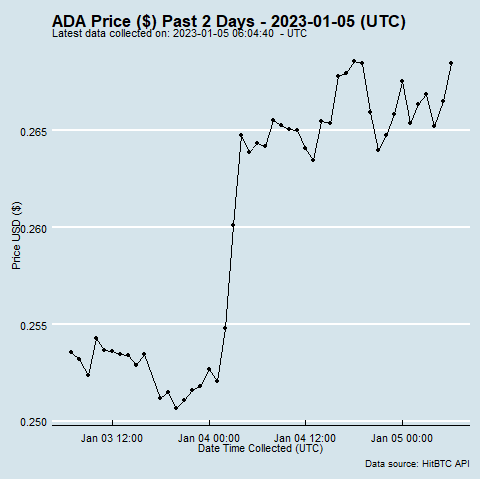 ADA Price ($) Past 2 Days - 2023-01-05 (UTC)
Latest data collected on: 2023-01-05 06:04:40 - UTC
0.265
0.260
0.255
0.250
Price USD ($)
Jan 03 12:00 Jan 04 00:00 Jan 04 12:00 Jan 05 00:00
Date Time Collected (UTC)
Data source: HitBTC API